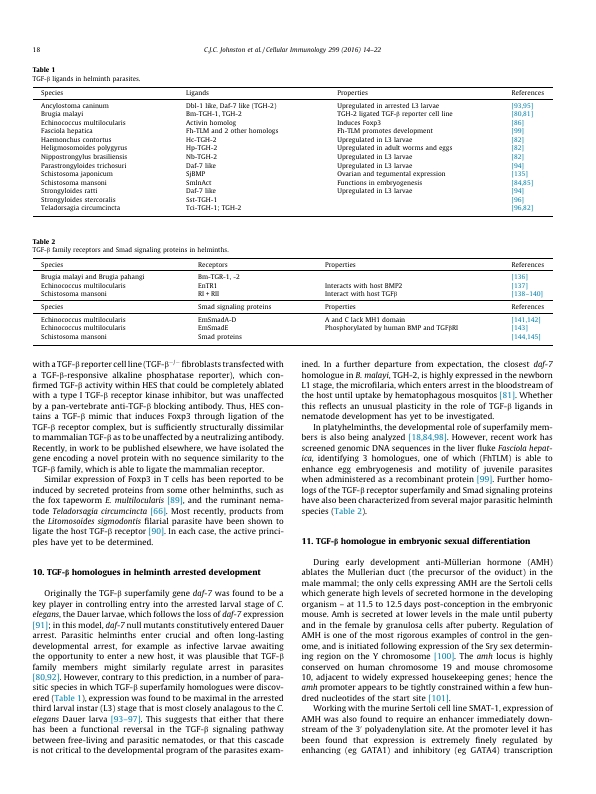 18
C.J.C. Johnston et al. / Cellular Immunology 299 (2016) 14–22
Table 1
TGF-β ligands in helminth parasites.
Species Ligands Properties References
Ancylostoma caninum Dbl-1 like, Daf-7 like (TGH-2) Upregulated in arrested L3 larvae [93,95]
Brugia malayi Bm-TGH-1, TGH-2 TGH-2 ligated TGF-β reporter cell line [80,81]
Echinococcus multilocularis Activin homolog Induces Foxp3 [86]
Fasciola hepatica Fh-TLM and 2 other homologs Fh-TLM promotes development [99]
Haemonchus contortus Hc-TGH-2 Upregulated in L3 larvae [82]
Heligmosomoides polygyrus Hp-TGH-2 Upregulated in adult worms and eggs [82]
Nippostrongylus brasiliensis Nb-TGH-2 Upregulated in L3 larvae [82]
Parastrongyloides trichosuri Daf-7 like Upregulated in L3 larvae [94]
Schistosoma japonicum SjBMP Ovarian and tegumental expression [135]
Schistosoma mansoni SmInAct Functions in embryogenesis [84,85]
Strongyloides ratti Daf-7 like Upregulated in L3 larvae [94]
Strongyloides stercoralis Sst-TGH-1 [96]
Teladorsagia circumcincta Tci-TGH-1; TGH-2 [96,82]
Table 2
TGF-β family receptors and Smad signaling proteins in helminths.
Species Receptors Properties References
Brugia malayi and Brugia pahangi Bm-TGR-1, -2 [136]
Echinococcus multilocularis EnTR1 Interacts with host BMP2 [137]
Schistosoma mansoni RI + RII Interact with host TGFβ [138–140]
Species Smad signaling proteins Properties References
Echinococcus multilocularis EmSmadA-D A and C lack MH1 domain [141,142]
Echinococcus multilocularis EmSmadE Phosphorylated by human BMP and TGFβRI [143]
Schistosoma mansoni Smad proteins [144,145]
with a TGF-β reporter cell line (TGF-β−/− fibroblasts transfected with
a TGF-β-responsive alkaline phosphatase reporter), which con-
firmed TGF-β activity within HES that could be completely ablated
with a type I TGF-β receptor kinase inhibitor, but was unaffected
by a pan-vertebrate anti-TGF-β blocking antibody. Thus, HES con-
tains a TGF-β mimic that induces Foxp3 through ligation of the
TGF-β receptor complex, but is sufficiently structurally dissimilar
to mammalian TGF-β as to be unaffected by a neutralizing antibody.
Recently, in work to be published elsewhere, we have isolated the
gene encoding a novel protein with no sequence similarity to the
TGF-β family, which is able to ligate the mammalian receptor.
Similar expression of Foxp3 in T cells has been reported to be
induced by secreted proteins from some other helminths, such as
the fox tapeworm E. multilocularis [89], and the ruminant nema-
tode Teladorsagia circumcincta [66]. Most recently, products from
the Litomosoides sigmodontis filarial parasite have been shown to
ligate the host TGF-β receptor [90]. In each case, the active princi-
ples have yet to be determined.
10. TGF-β homologues in helminth arrested development
Originally the TGF-β superfamily gene daf-7 was found to be a
key player in controlling entry into the arrested larval stage of C.
elegans, the Dauer larvae, which follows the loss of daf-7 expression
[91]; in this model, daf-7 null mutants constitutively entered Dauer
arrest. Parasitic helminths enter crucial and often long-lasting
developmental arrest, for example as infective larvae awaiting
the opportunity to enter a new host, it was plausible that TGF-β
family members might similarly regulate arrest in parasites
[80,92]. However, contrary to this prediction, in a number of para-
sitic species in which TGF-β superfamily homologues were discov-
ered (Table 1), expression was found to be maximal in the arrested
third larval instar (L3) stage that is most closely analogous to the C.
elegans Dauer larva [93–97]. This suggests that either that there
has been a functional reversal in the TGF-β signaling pathway
between free-living and parasitic nematodes, or that this cascade
is not critical to the developmental program of the parasites exam-
ined. In a further departure from expectation, the closest daf-7
homologue in B. malayi, TGH-2, is highly expressed in the newborn
L1 stage, the microfilaria, which enters arrest in the bloodstream of
the host until uptake by hematophagous mosquitos [81]. Whether
this reflects an unusual plasticity in the role of TGF-β ligands in
nematode development has yet to be investigated.
In platyhelminths, the developmental role of superfamily mem-
bers is also being analyzed [18,84,98]. However, recent work has
screened genomic DNA sequences in the liver fluke Fasciola hepat-
ica, identifying 3 homologues, one of which (FhTLM) is able to
enhance egg embryogenesis and motility of juvenile parasites
when administered as a recombinant protein [99]. Further homo-
logs of the TGF-β receptor superfamily and Smad signaling proteins
have also been characterized from several major parasitic helminth
species (Table 2).
11. TGF-β homologue in embryonic sexual differentiation
During early development anti-Müllerian hormone (AMH)
ablates the Mullerian duct (the precursor of the oviduct) in the
male mammal; the only cells expressing AMH are the Sertoli cells
which generate high levels of secreted hormone in the developing
organism – at 11.5 to 12.5 days post-conception in the embryonic
mouse. Amh is secreted at lower levels in the male until puberty
and in the female by granulosa cells after puberty. Regulation of
AMH is one of the most rigorous examples of control in the gen-
ome, and is initiated following expression of the Sry sex determin-
ing region on the Y chromosome [100]. The amh locus is highly
conserved on human chromosome 19 and mouse chromosome
10, adjacent to widely expressed housekeeping genes; hence the
amh promoter appears to be tightly constrained within a few hun-
dred nucleotides of the start site [101].
Working with the murine Sertoli cell line SMAT-1, expression of
AMH was also found to require an enhancer immediately down-
stream of the 3′ polyadenylation site. At the promoter level it has
been found that expression is extremely finely regulated by
enhancing (eg GATA1) and inhibitory (eg GATA4) transcription